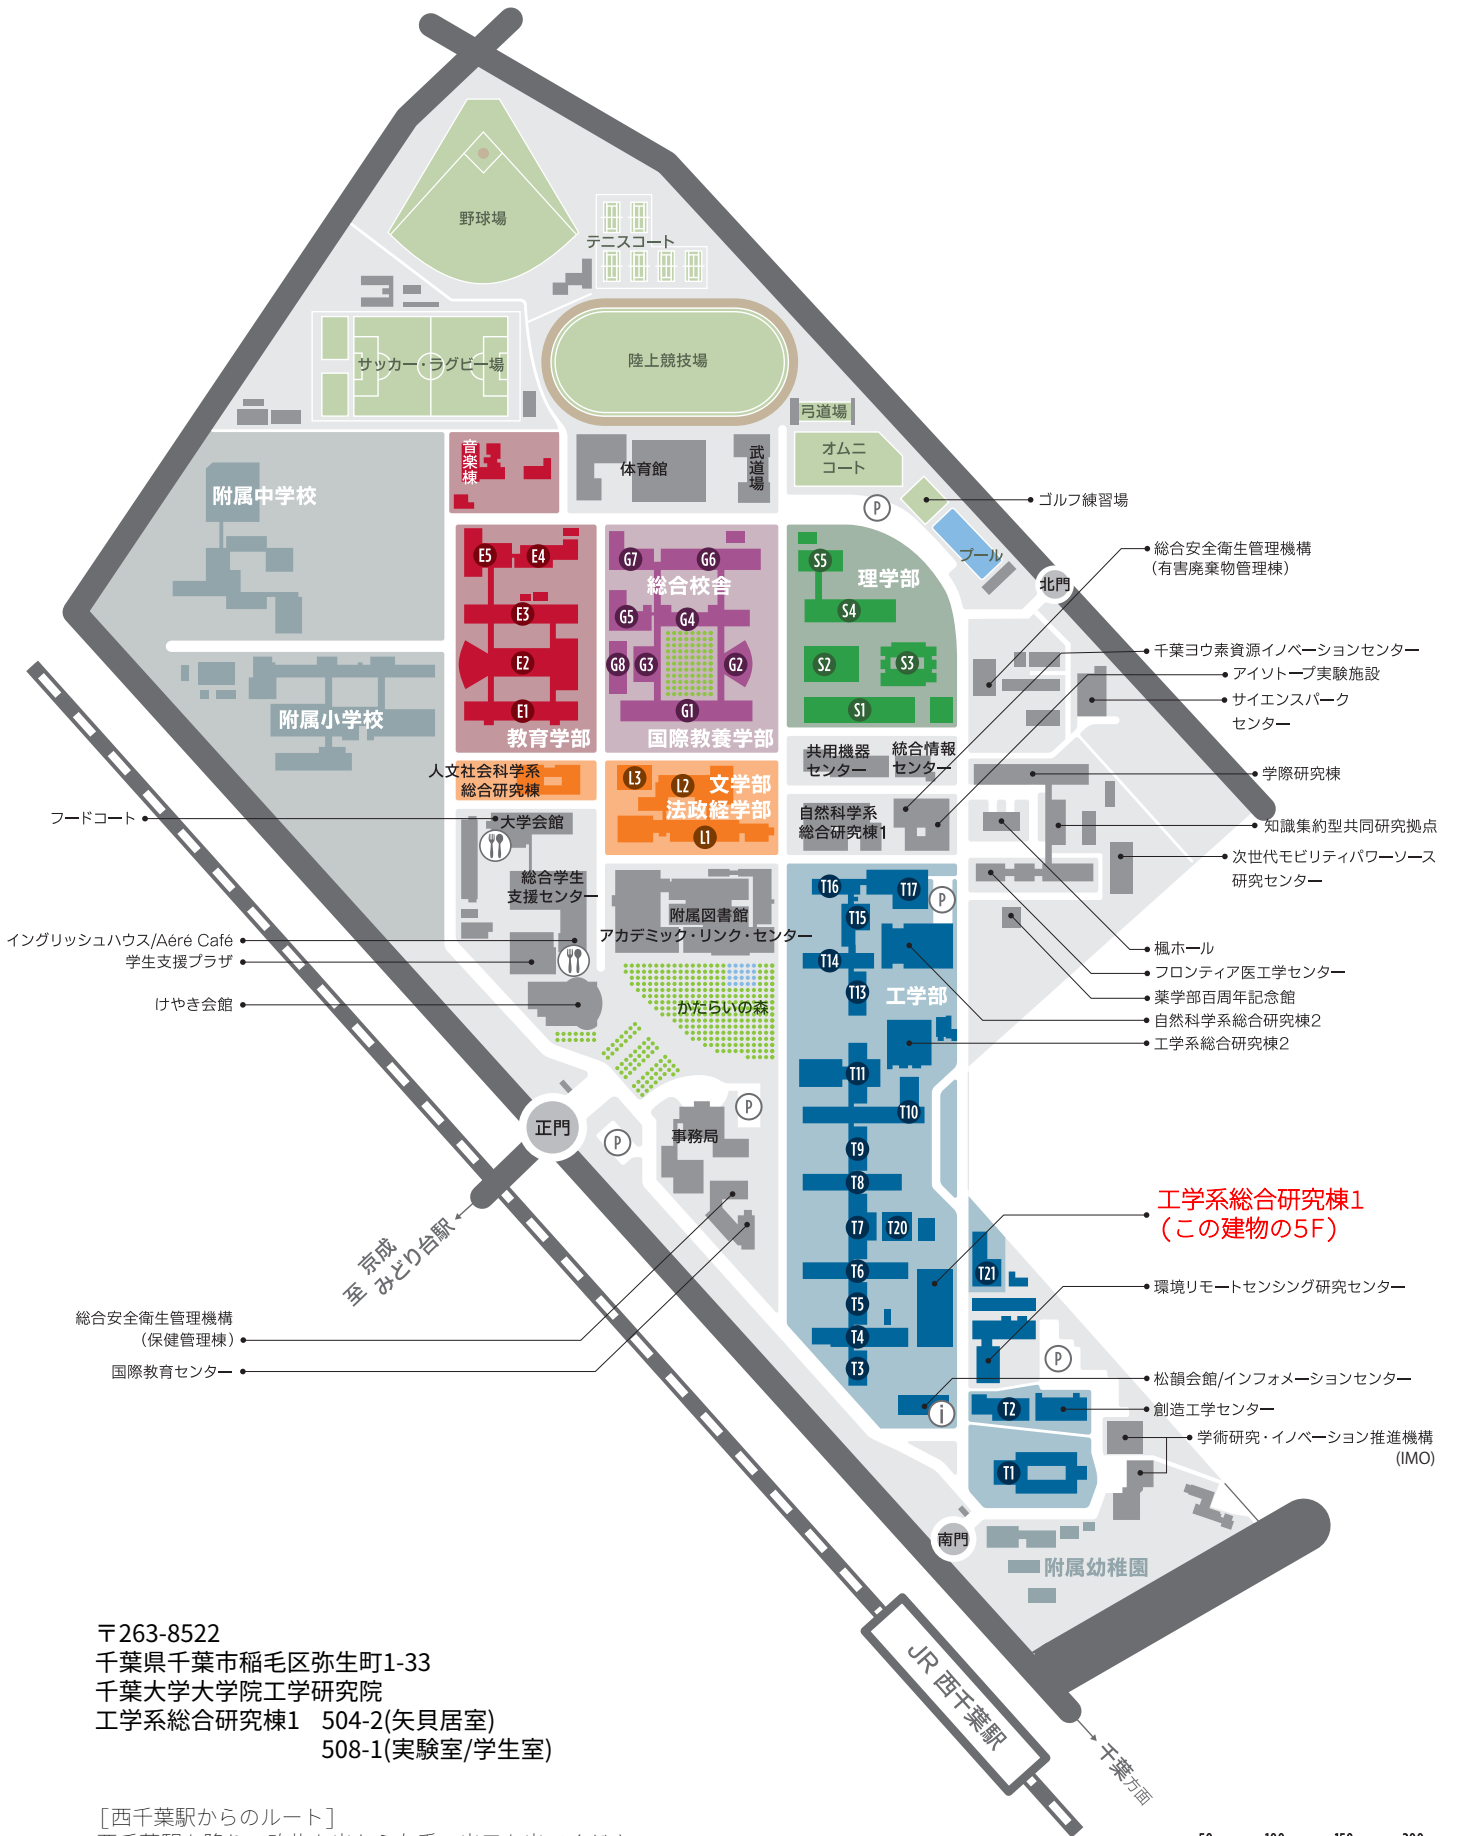 野球場
テニスコート
サッカー・ラグビー場
陸上競技場
弓道場
オムニ
コート
音楽棟
体育館
武道場
附属中学校
P
ゴルフ練習場
プール
総合安全衛生管理機構
(有害廃棄物管理棟)
北門
E5
E4
E3
E2
E1
教育学部
G7
G6
総合校舎
G5
G4
G8
G3
G2
G1
国際教養学部
S5
理学部
S4
S2
S3
S1
千葉ヨウ素資源イノベーションセンター
アイソトープ実験施設
サイエンスパーク
センター
附属小学校
人文社会科学系
総合研究棟
L3
L2
文学部
法政経学部
L1
共用機器
センター
統合情報
センター
自然科学系
総合研究棟1
学際研究棟
知識集約型共同研究拠点
次世代モビリティパワーソース
研究センター
フードコート
大学会館
総合学生
支援センター
附属図書館
アカデミック・リンク・センター
イングリッシュハウス/Aéré Café
学生支援プラザ
けやき会館
かたらいの森
T16
T17
P
T15
T14
T13
工学部
楓ホール
フロンティア医工学センター
薬学部百周年記念館
自然科学系総合研究棟2
工学系総合研究棟2
T11
T10
T9
T8
T7
T20
T6
T5
T4
T3
正門
P
P
事務局
至 京成
みどり台駅
工学系総合研究棟1
(この建物の5F)
T21
環境リモートセンシング研究センター
P
総合安全衛生管理機構
(保健管理棟)
国際教育センター
松韻会館/インフォメーションセンター
i
T2
創造工学センター
学術研究・イノベーション推進機構
(IMO)
T1
南門
附属幼稚園
JR 西千葉駅
千葉方面
〒263-8522
千葉県千葉市稲毛区弥生町1-33
千葉大学大学院工学研究院
工学系総合研究棟1 504-2(矢貝居室)
508-1(実験室/学生室)
[西千葉駅からのルート]